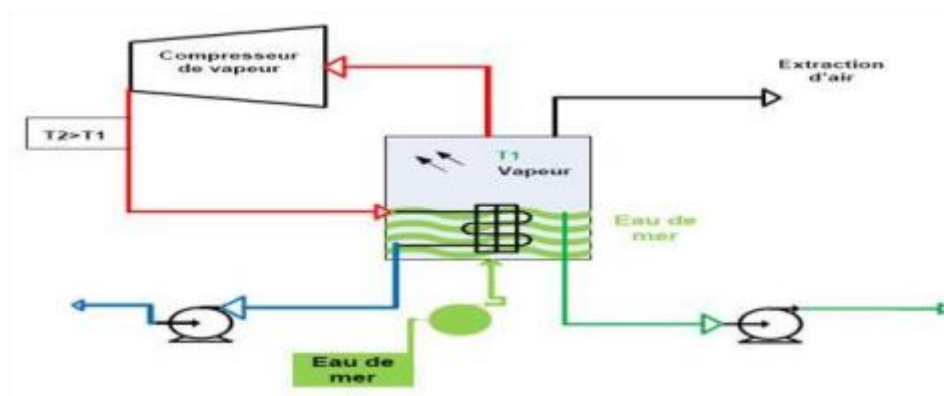 Compresseur
de vapeur
Extraction
d'air
T2>T1
T1
Vapeur
Eau de
mer
Eau de
mer